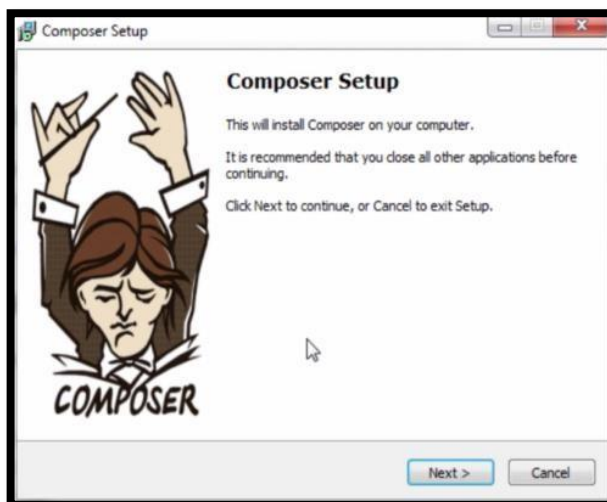 Composer Setup
Composer Setup
This will install Composer on your computer.
It is recommended that you close all other applications before
continuing.
Click Next to continue, or Cancel to exit Setup.
COMPOSER
Next >
Cancel